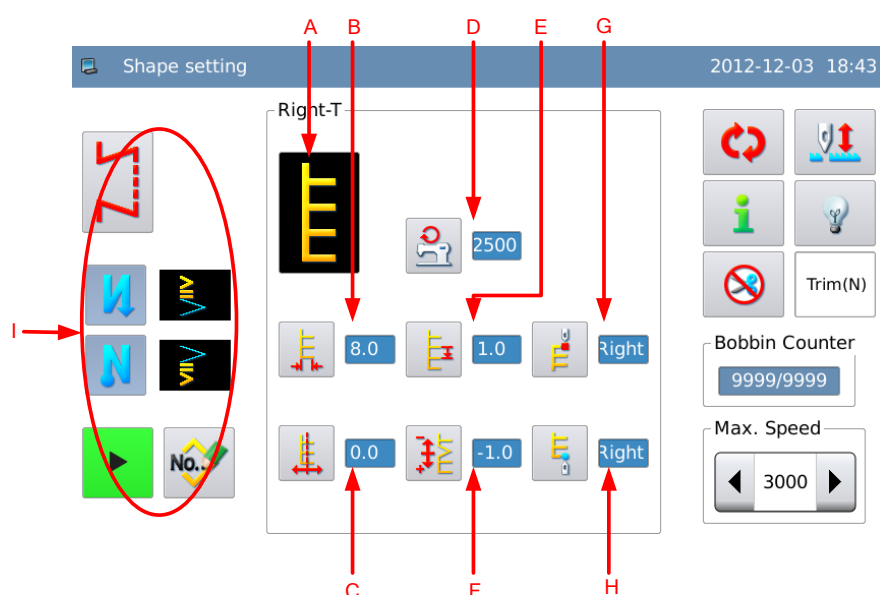 A B D E G
Shape setting 2012-12-03 18:43
Right-T
2500
Trim(N)
I
8.0 1.0 Right
Bobbin Counter
9999/9999
Max. Speed
No..
0.0 -1.0 Right
3000
C F H